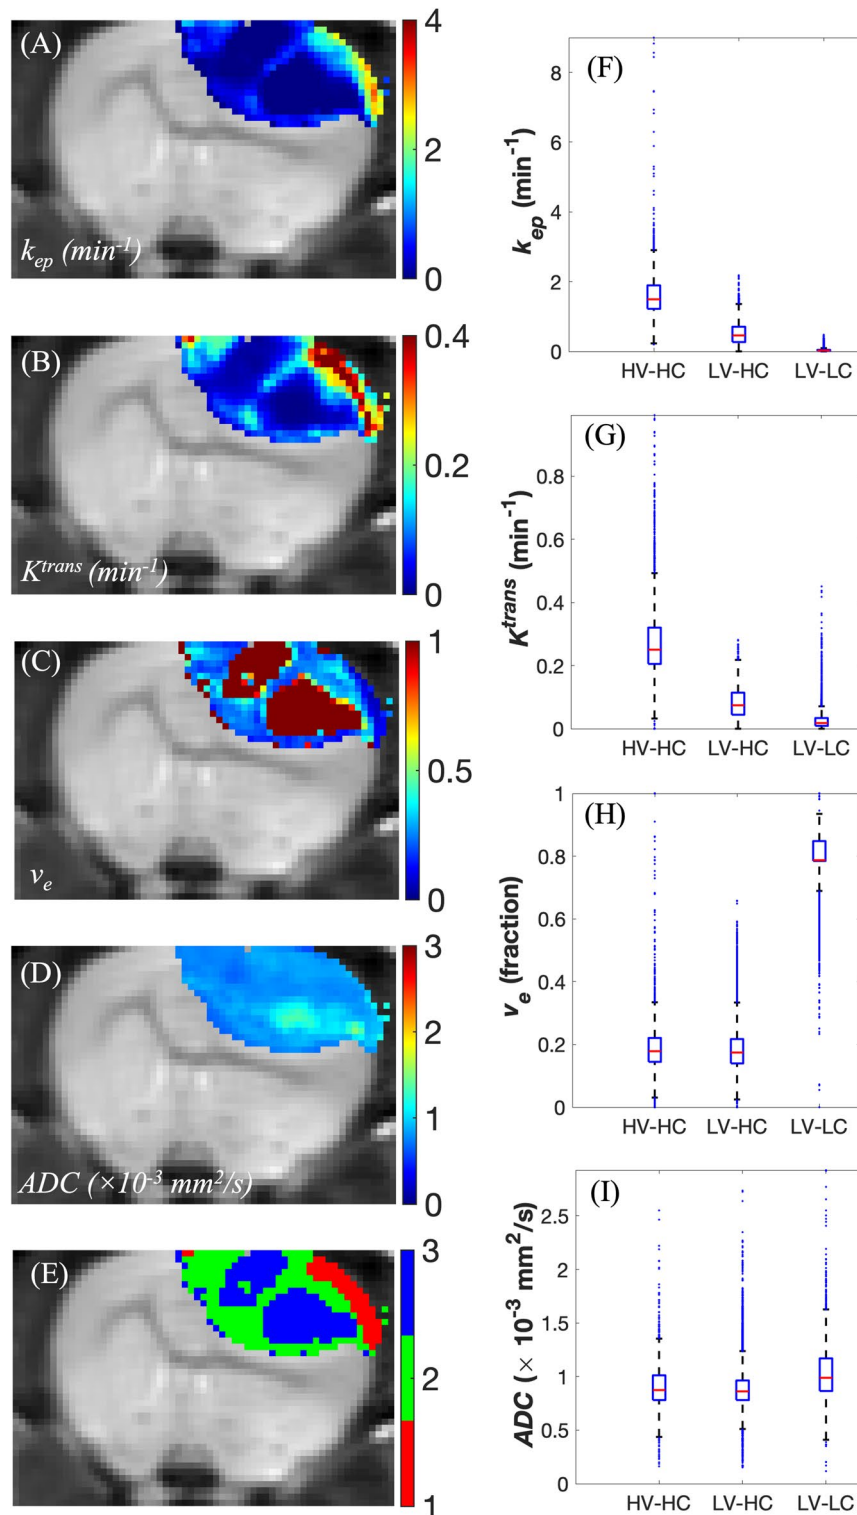 (A)
4
2
0
k_ep (min⁻¹)
(B)
0.4
0.2
0
K^trans (min⁻¹)
(C)
1
0.5
0
v_e
(D)
3
2
1
0
ADC (×10⁻³ mm²/s)
(E)
3
2
1
(F)
k_ep (min⁻¹)
8
6
4
2
0
HV-HC LV-HC LV-LC
(G)
K^trans (min⁻¹)
0.8
0.6
0.4
0.2
0
HV-HC LV-HC LV-LC
(H)
v_e (fraction)
1
0.8
0.6
0.4
0.2
0
HV-HC LV-HC LV-LC
(I)
ADC (× 10⁻³ mm²/s)
2.5
2
1.5
1
0.5
0
HV-HC LV-HC LV-LC